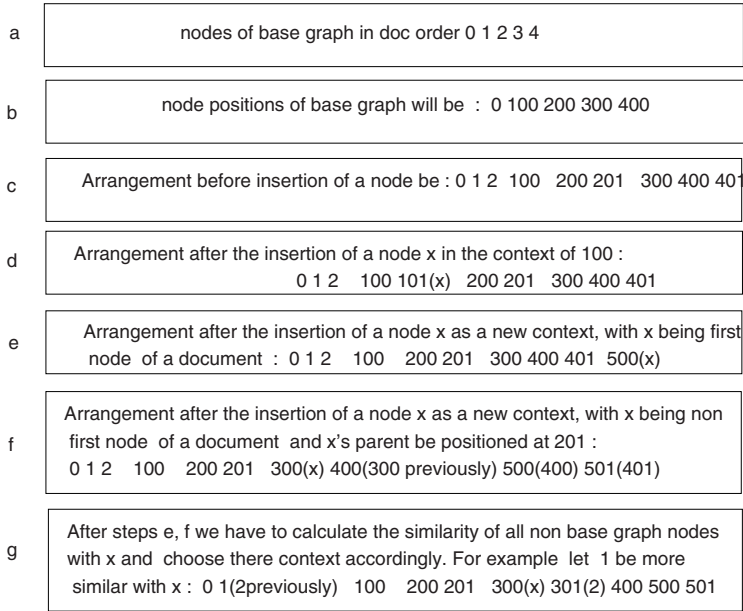 a
nodes of base graph in doc order 0 1 2 3 4
b
node positions of base graph will be : 0 100 200 300 400
c
Arrangement before insertion of a node be : 0 1 2 100 200 201 300 400 401
d
Arrangement after the insertion of a node x in the context of 100 :
0 1 2 100 101(x) 200 201 300 400 401
e
Arrangement after the insertion of a node x as a new context, with x being first
node of a document : 0 1 2 100 200 201 300 400 401 500(x)
f
Arrangement after the insertion of a node x as a new context, with x being non
first node of a document and x's parent be positioned at 201 :
0 1 2 100 200 201 300(x) 400(300 previously) 500(400) 501(401)
g
After steps e, f we have to calculate the similarity of all non base graph nodes
with x and choose there context accordingly. For example let 1 be more
similar with x : 0 1(2previously) 100 200 201 300(x) 301(2) 400 500 501